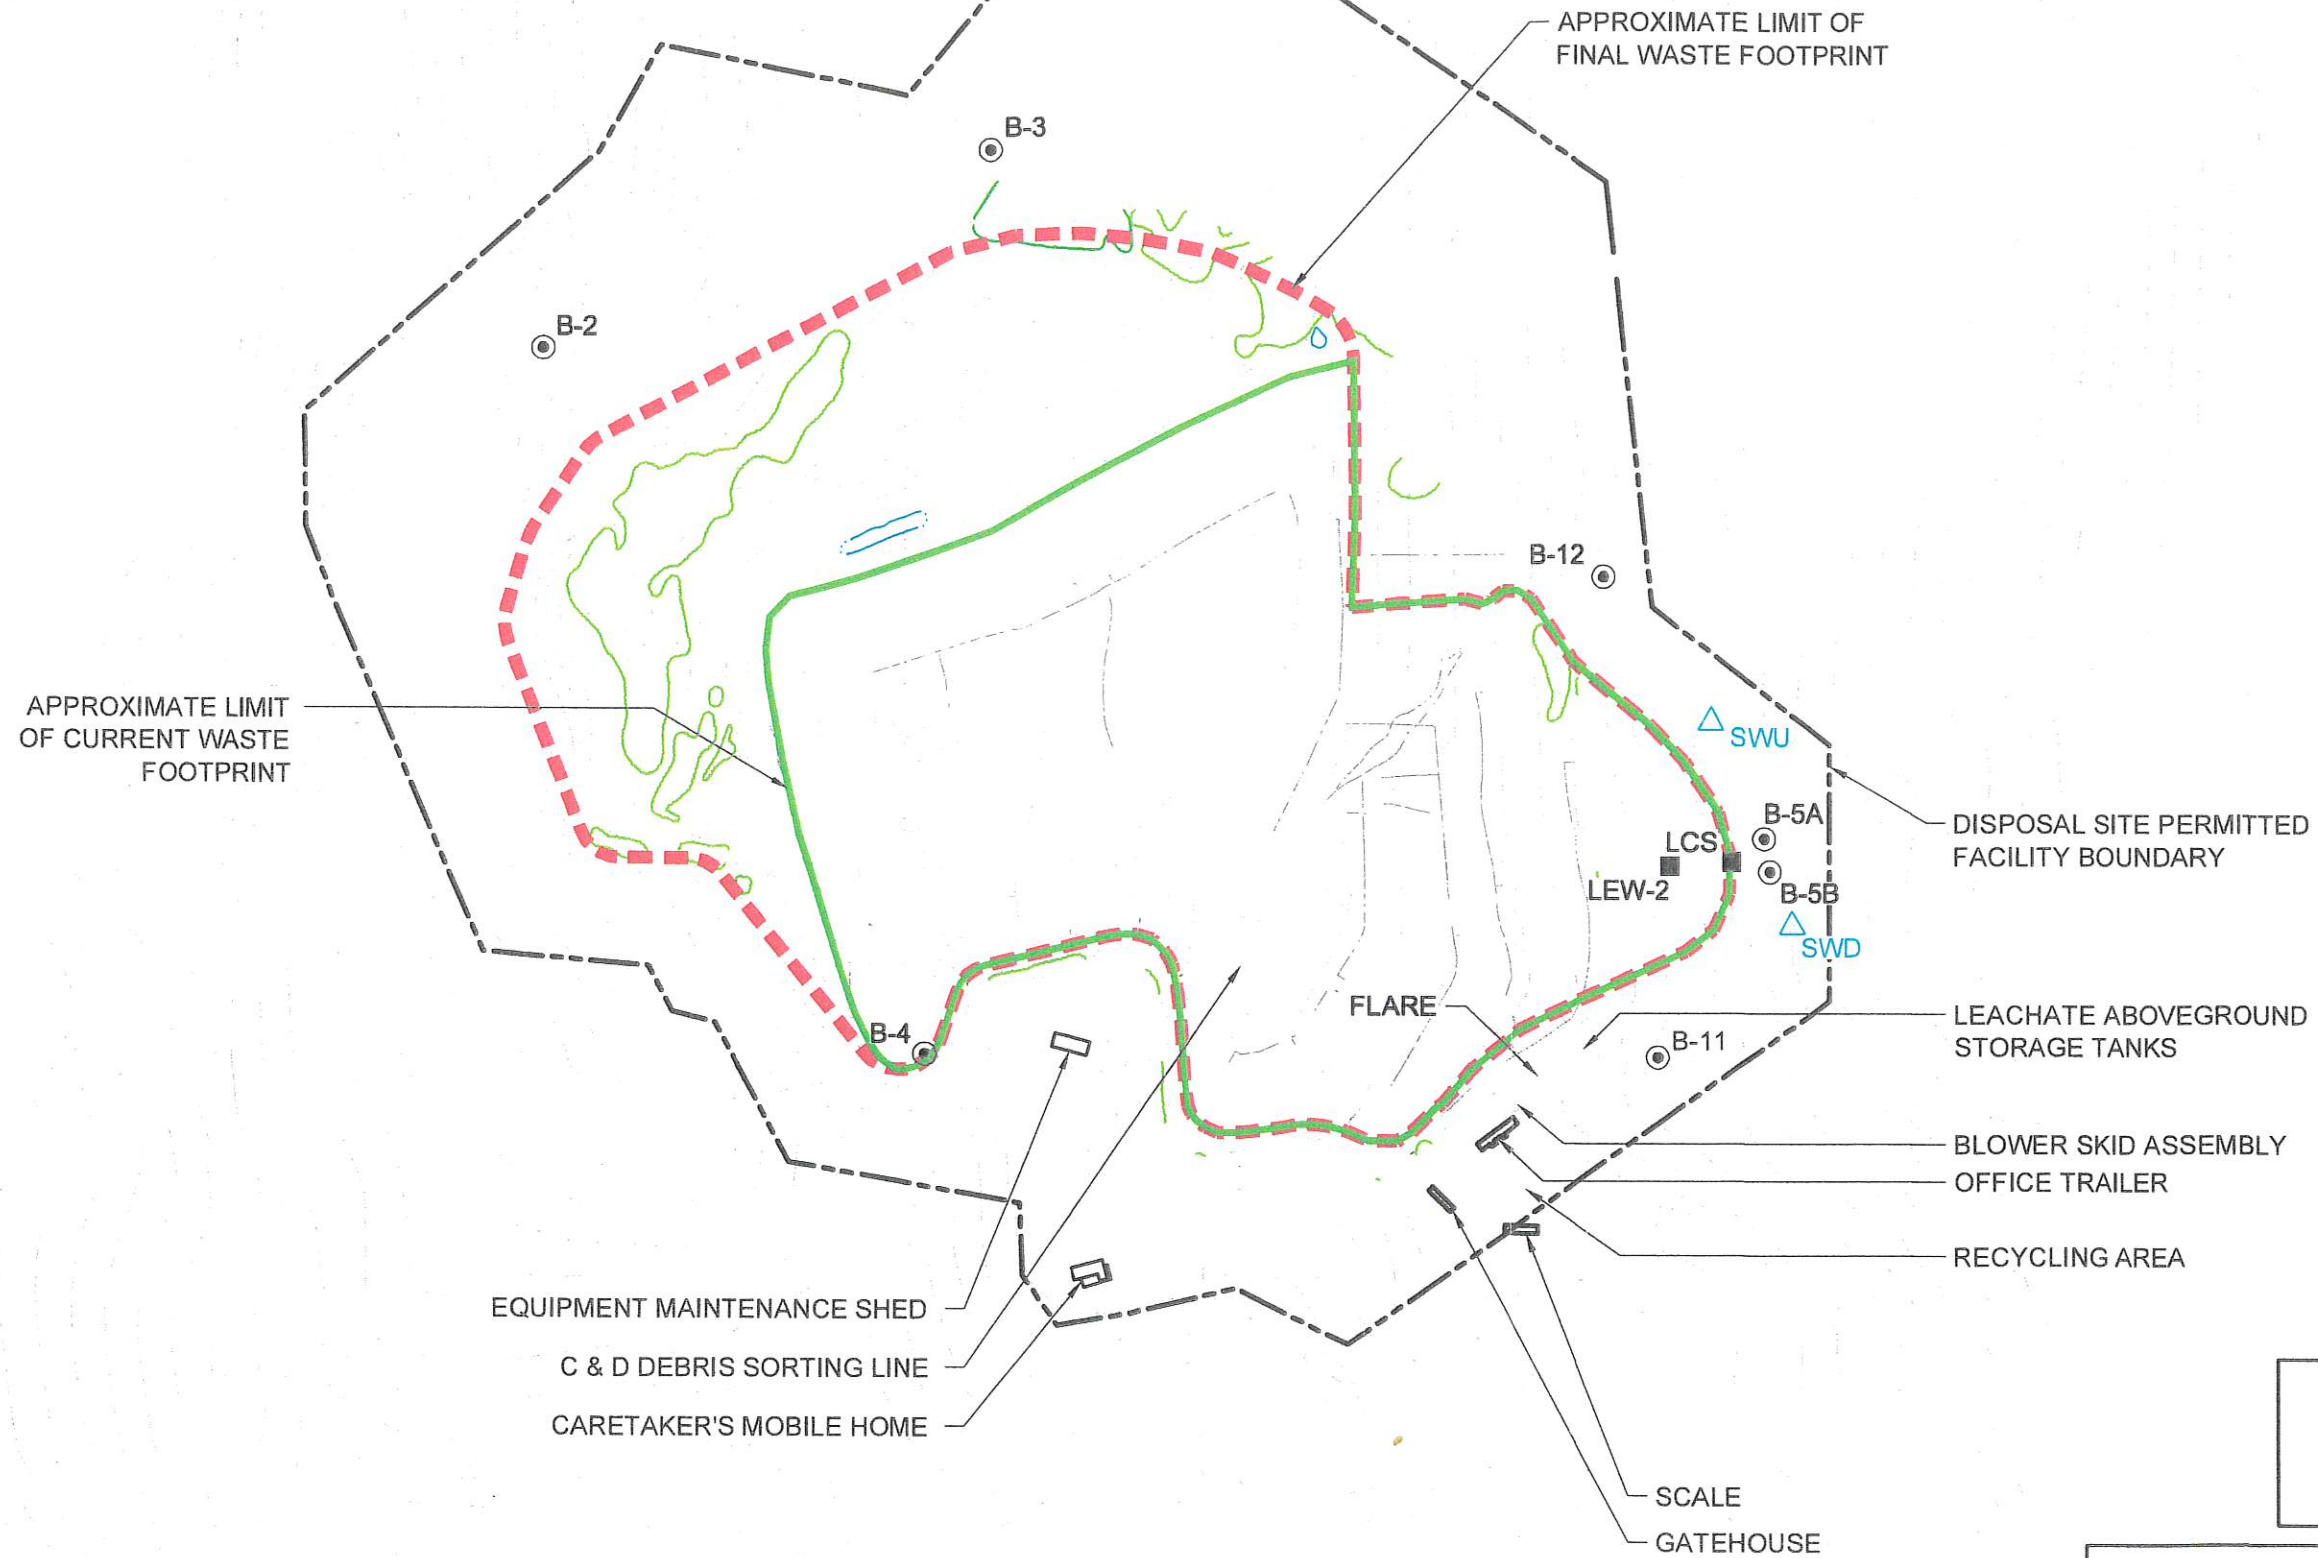 APPROXIMATE LIMIT OF
FINAL WASTE FOOTPRINT
B-3
B-2
B-12
APPROXIMATE LIMIT
OF CURRENT WASTE
FOOTPRINT
SWU
B-5A
LCS
DISPOSAL SITE PERMITTED
FACILITY BOUNDARY
LEW-2
B-5B
SWD
FLARE
LEACHATE ABOVEGROUND
STORAGE TANKS
B-4
B-11
BLOWER SKID ASSEMBLY
OFFICE TRAILER
RECYCLING AREA
EQUIPMENT MAINTENANCE SHED
C & D DEBRIS SORTING LINE
CARETAKER'S MOBILE HOME
SCALE
GATEHOUSE